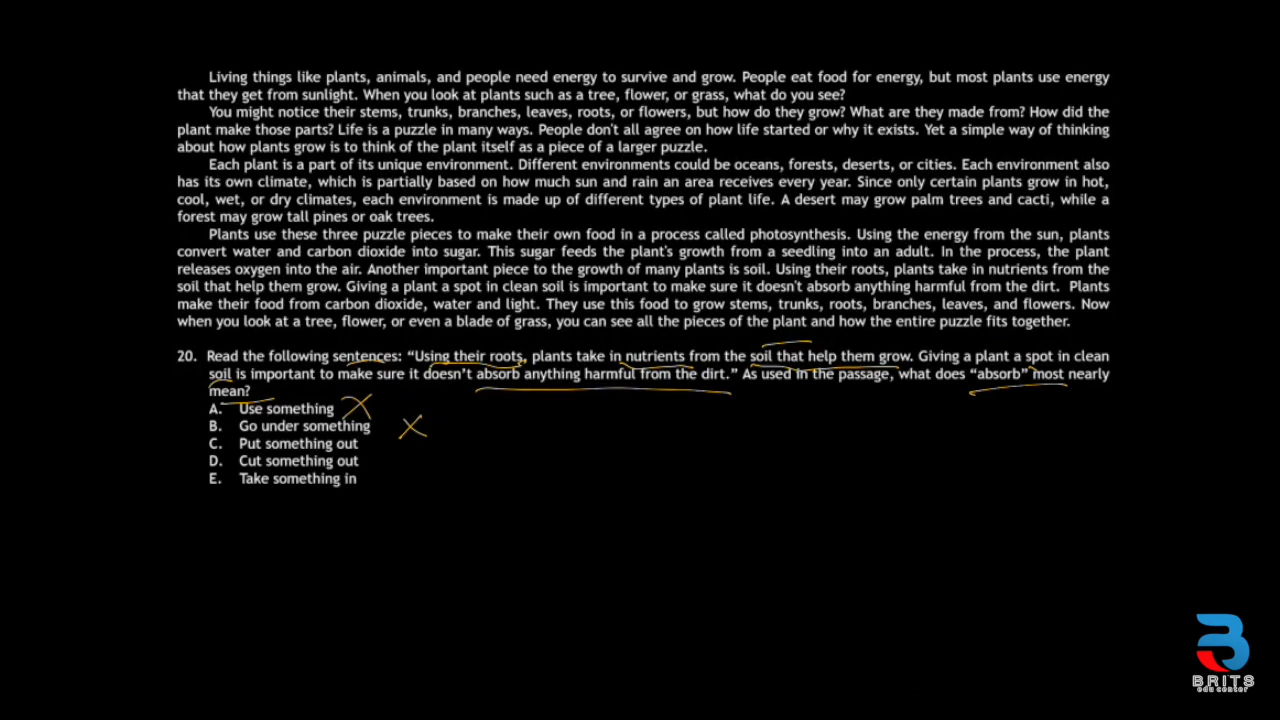 Living things like plants, animals, and people need energy to survive and grow. People eat food for energy, but most plants use energy
that they get from sunlight. When you look at plants such as a tree, flower, or grass, what do you see?
You might notice their stems, trunks, branches, leaves, roots, or flowers, but how do they grow? What are they made from? How did the
plant make those parts? Life is a puzzle in many ways. People don't all agree on how life started or why it exists. Yet a simple way of thinking
about how plants grow is to think of the plant itself as a piece of a larger puzzle.
Each plant is a part of its unique environment. Different environments could be oceans, forests, deserts, or cities. Each environment also
has its own climate, which is partially based on how much sun and rain an area receives every year. Since only certain plants grow in hot,
cool, wet, or dry climates, each environment is made up of different types of plant life. A desert may grow palm trees and cacti, while a
forest may grow tall pines or oak trees.
Plants use these three puzzle pieces to make their own food in a process called photosynthesis. Using the energy from the sun, plants
convert water and carbon dioxide into sugar. This sugar feeds the plant's growth from a seedling into an adult. In the process, the plant
releases oxygen into the air. Another important piece to the growth of many plants is soil. Using their roots, plants take in nutrients from the
soil that help them grow. Giving a plant a spot in clean soil is important to make sure it doesn't absorb anything harmful from the dirt. Plants
make their food from carbon dioxide, water and light. They use this food to grow stems, trunks, roots, branches, leaves, and flowers. Now
when you look at a tree, flower, or even a blade of grass, you can see all the pieces of the plant and how the entire puzzle fits together.
20. Read the following sentences: “Using their roots, plants take in nutrients from the soil that help them grow. Giving a plant a spot in clean
soil is important to make sure it doesn’t absorb anything harmful from the dirt.” As used in the passage, what does “absorb” most nearly
mean?
A. Use something
B. Go under something
C. Put something out
D. Cut something out
E. Take something in
BRITS
edu center